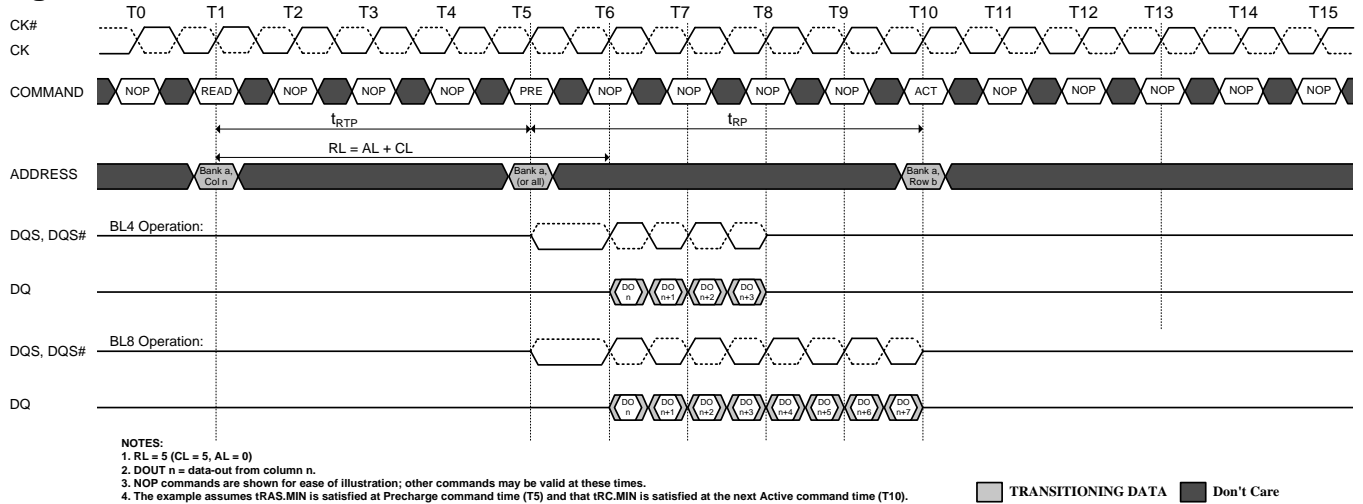 T0 T1 T2 T3 T4 T5 T6 T7 T8 T9 T10 T11 T12 T13 T14 T15
CK#
CK
COMMAND NOP READ NOP NOP NOP PRE NOP NOP NOP NOP ACT NOP NOP NOP NOP NOP
tRTP tRP
RL = AL + CL
ADDRESS Bank a, Col n Bank a, (or all) Bank a, Row b
BL4 Operation:
DQS, DQS#
DQ DO n DO n+1 DO n+2 DO n+3
BL8 Operation:
DQS, DQS#
DQ DO n DO n+1 DO n+2 DO n+3 DO n+4 DO n+5 DO n+6 DO n+7
NOTES:
1. RL = 5 (CL = 5, AL = 0)
2. DOUT n = data-out from column n.
3. NOP commands are shown for ease of illustration; other commands may be valid at these times.
4. The example assumes tRAS.MIN is satisfied at Precharge command time (T5) and that tRC.MIN is satisfied at the next Active command time (T10).
TRANSITIONING DATA Don't Care